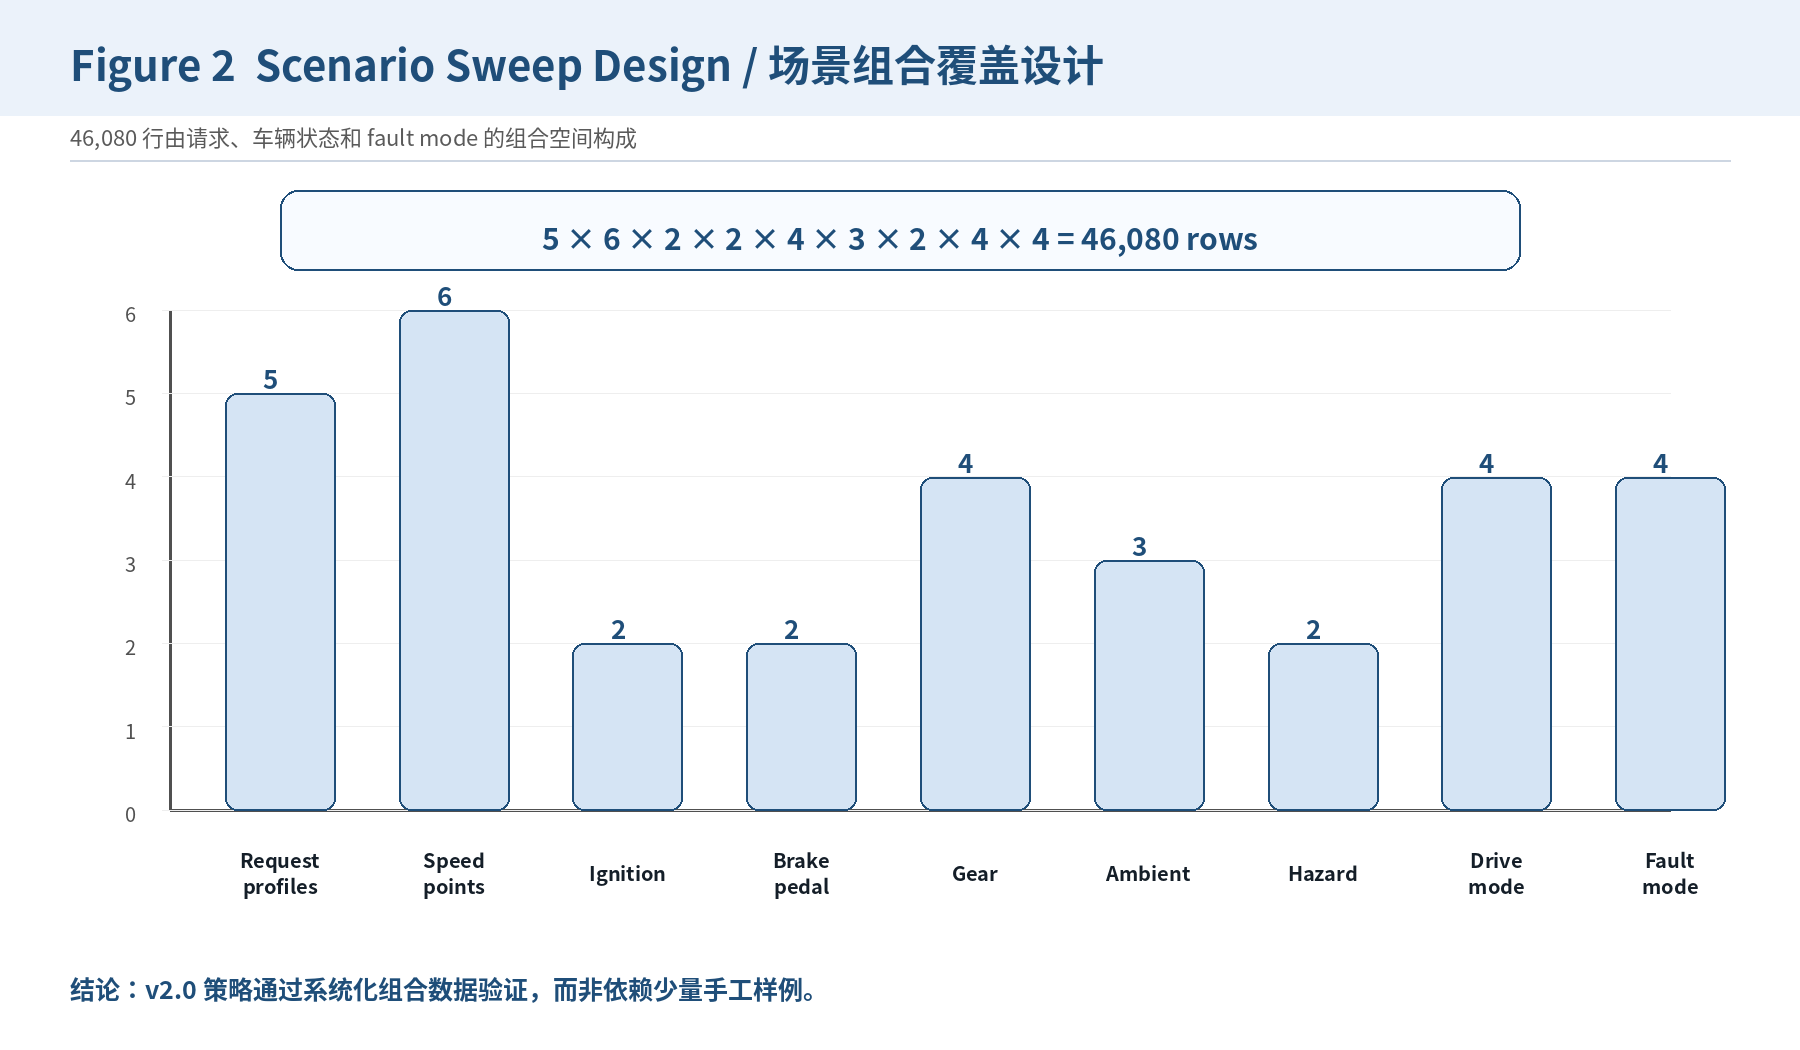 Figure 2 Scenario Sweep Design / 场景组合覆盖设计
46,080 行由请求、车辆状态和 fault mode 的组合空间构成
5 × 6 × 2 × 2 × 4 × 3 × 2 × 4 × 4 = 46,080 rows
6
5
4
3
2
1
0
5
6
2
2
4
3
2
4
4
Request
profiles
Speed
points
Ignition
Brake
pedal
Gear
Ambient
Hazard
Drive
mode
Fault
mode
结论：v2.0 策略通过系统化组合数据验证，而非依赖少量手工样例。